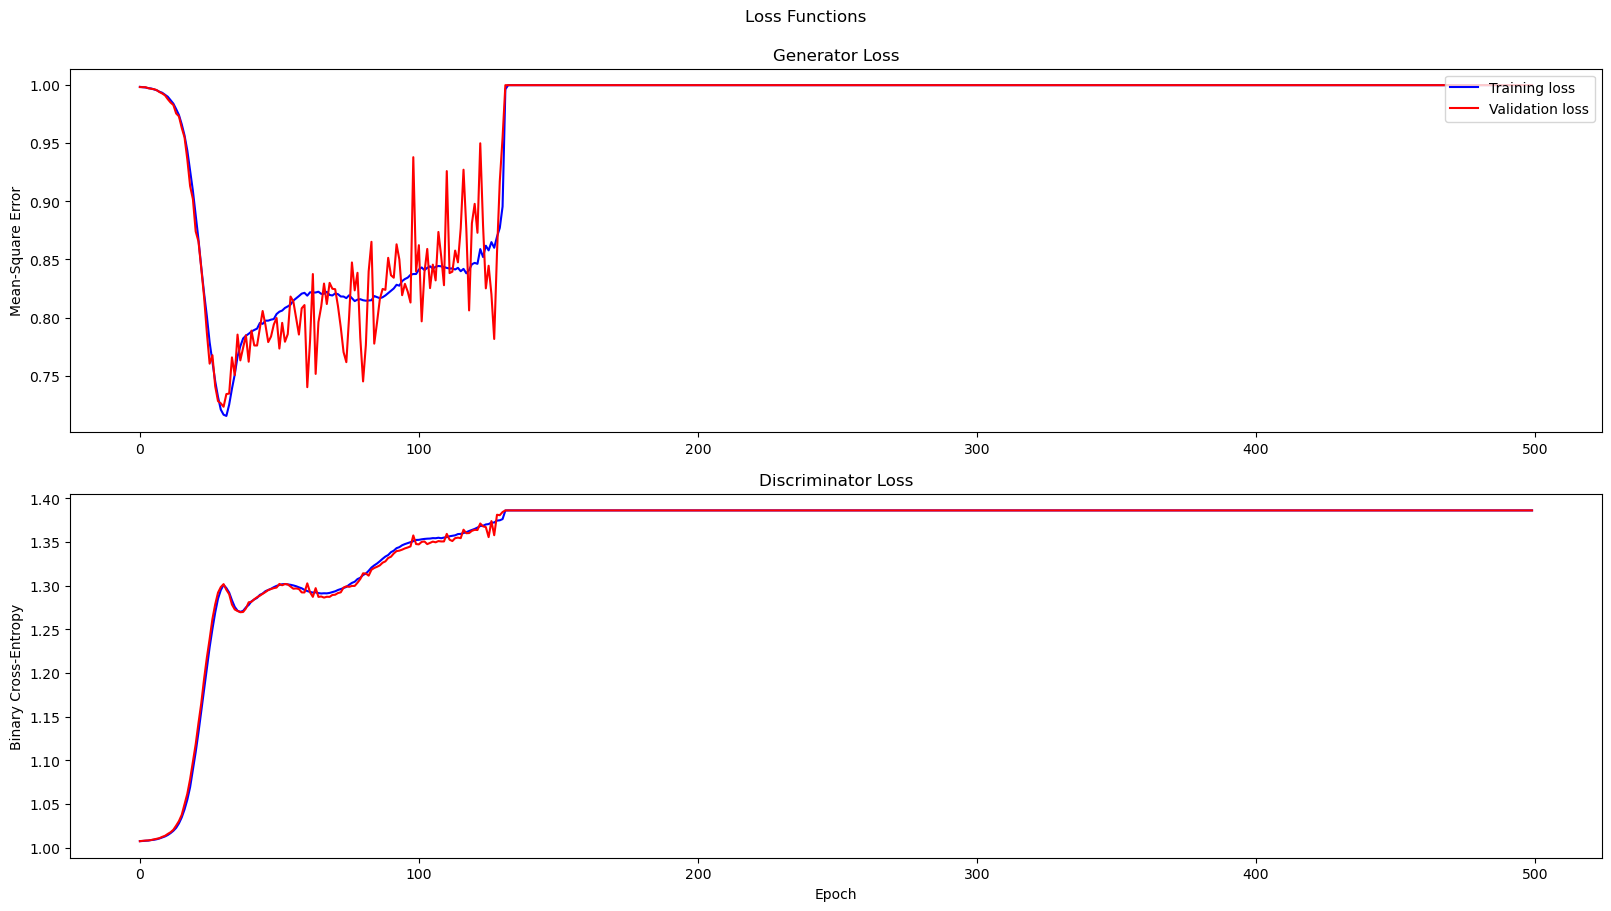 Loss Functions
Generator Loss
Mean-Square Error
1.00
0.95
0.90
0.85
0.80
0.75
Training loss
Validation loss
0 100 200 300 400 500
Discriminator Loss
Binary Cross-Entropy
1.40
1.35
1.30
1.25
1.20
1.15
1.10
1.05
1.00
0 100 200 300 400 500
Epoch